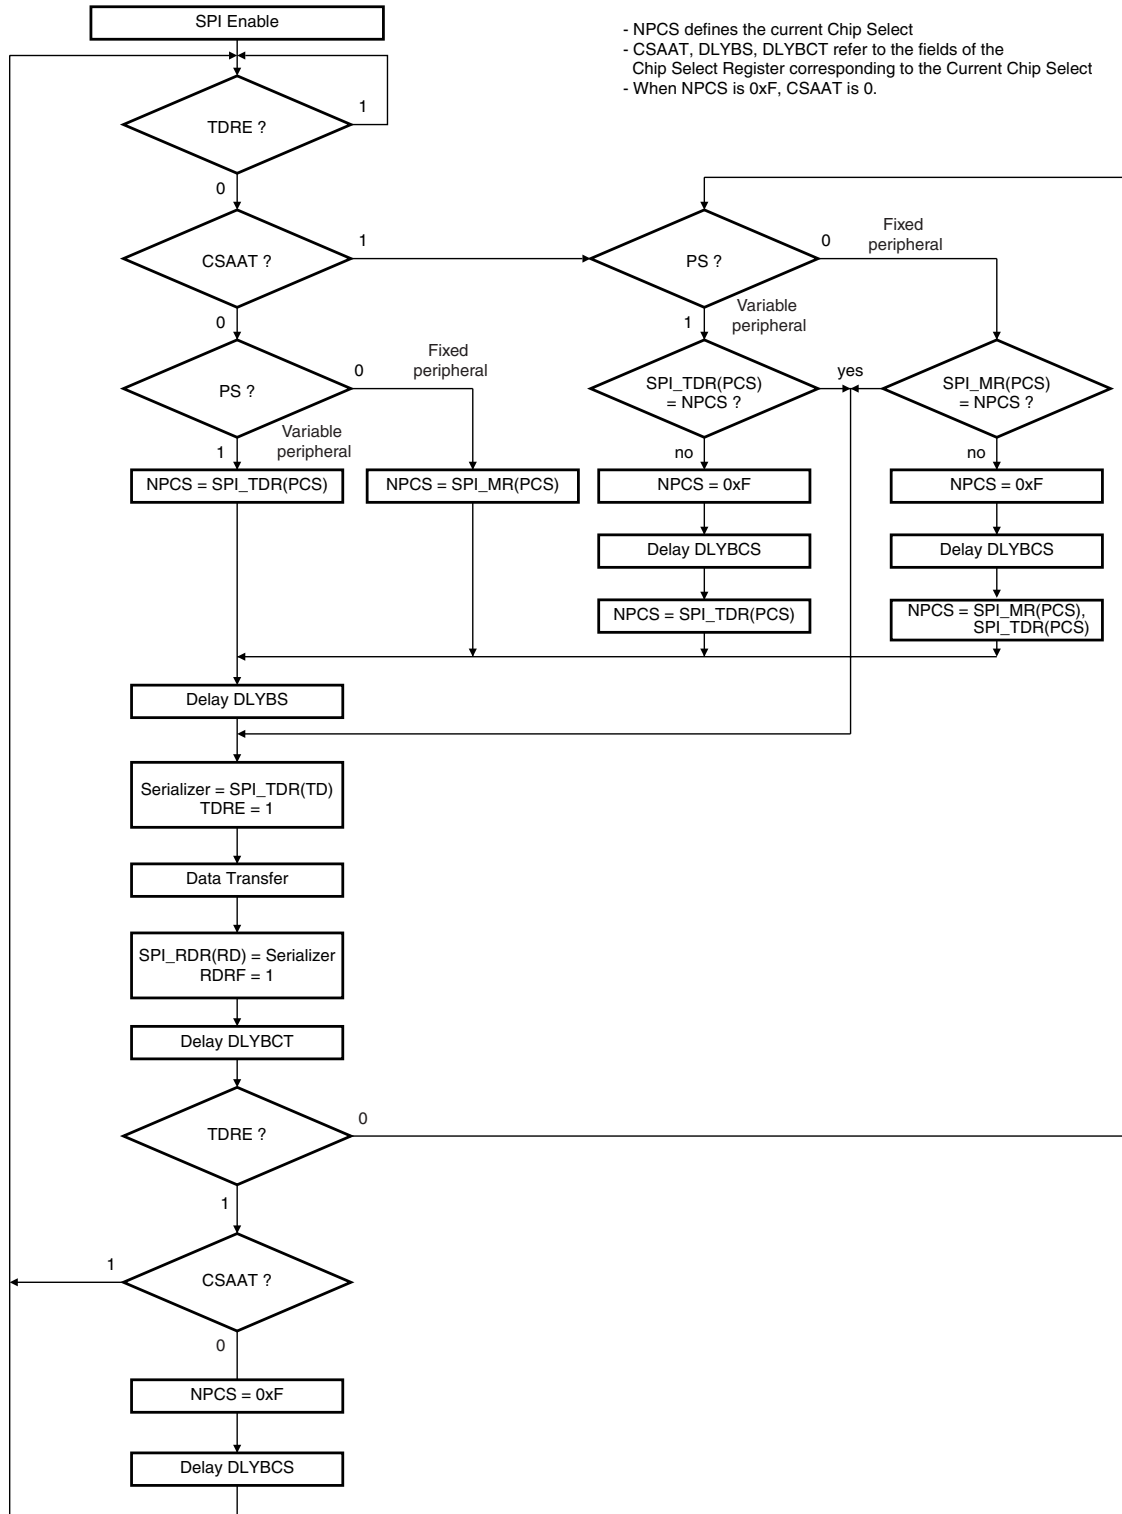 SPI Enable
- NPCS defines the current Chip Select
- CSAAT, DLYBS, DLYBCT refer to the fields of the
Chip Select Register corresponding to the Current Chip Select
- When NPCS is 0xF, CSAAT is 0.
1
TDRE ?
0
CSAAT ?
1
PS ?
0
Fixed
peripheral
0
1
Variable
peripheral
PS ?
0
Fixed
peripheral
1
Variable
peripheral
SPI_TDR(PCS)
= NPCS ?
yes
SPI_MR(PCS)
= NPCS ?
no
no
NPCS = SPI_TDR(PCS)
NPCS = SPI_MR(PCS)
NPCS = 0xF
NPCS = 0xF
Delay DLYBCS
Delay DLYBCS
NPCS = SPI_TDR(PCS)
NPCS = SPI_MR(PCS),
SPI_TDR(PCS)
Delay DLYBS
Serializer = SPI_TDR(TD)
TDRE = 1
Data Transfer
SPI_RDR(RD) = Serializer
RDRF = 1
Delay DLYBCT
TDRE ?
0
1
CSAAT ?
1
0
NPCS = 0xF
Delay DLYBCS